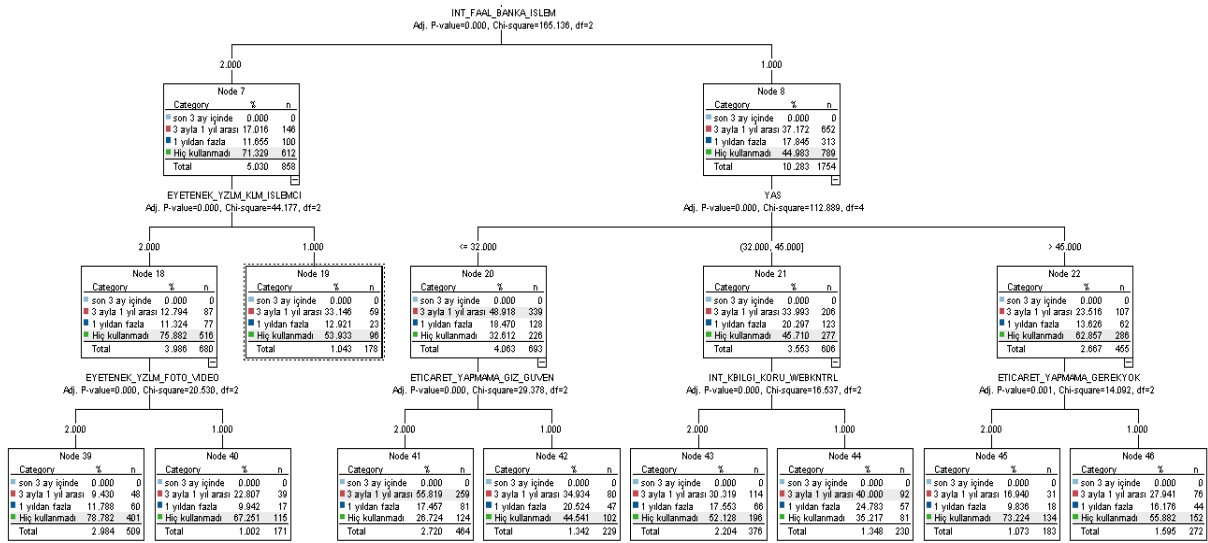 INT_FAAL_BANKA_ISLEM
Adj. P-value=0.000, Chi-square=165.136, df=2
2.000
1.000
Node 7
Category % n
son 3 ay içinde 0.000 0
3 ayla 1 yıl arası 17.016 146
1 yıldan fazla 11.655 100
Hiç kullanmadı 71.329 612
Total 5.030 858
Node 8
Category % n
son 3 ay içinde 0.000 0
3 ayla 1 yıl arası 37.172 652
1 yıldan fazla 17.845 313
Hiç kullanmadı 44.983 789
Total 10.283 1754
EYETENEK_YZLM_KLM_ISLEMCI
Adj. P-value=0.000, Chi-square=44.177, df=2
YAS
Adj. P-value=0.000, Chi-square=112.889, df=4
2.000
1.000
<= 32.000
(32.000, 45.000]
> 45.000
Node 18
Category % n
son 3 ay içinde 0.000 0
3 ayla 1 yıl arası 12.794 87
1 yıldan fazla 11.324 77
Hiç kullanmadı 75.882 516
Total 3.986 680
Node 19
Category % n
son 3 ay içinde 0.000 0
3 ayla 1 yıl arası 33.146 59
1 yıldan fazla 12.921 23
Hiç kullanmadı 53.933 96
Total 1.043 178
Node 20
Category % n
son 3 ay içinde 0.000 0
3 ayla 1 yıl arası 48.918 339
1 yıldan fazla 18.470 128
Hiç kullanmadı 32.612 226
Total 4.063 693
Node 21
Category % n
son 3 ay içinde 0.000 0
3 ayla 1 yıl arası 33.993 206
1 yıldan fazla 20.297 123
Hiç kullanmadı 45.710 277
Total 3.553 606
Node 22
Category % n
son 3 ay içinde 0.000 0
3 ayla 1 yıl arası 23.516 107
1 yıldan fazla 13.626 62
Hiç kullanmadı 62.857 286
Total 2.667 455
EYETENEK_YZLM_FOTO_VIDEO
Adj. P-value=0.000, Chi-square=20.530, df=2
ETICARET_YAPMAMA_GIZ_GUVEN
Adj. P-value=0.000, Chi-square=29.378, df=2
INT_KBILGI_KORU_WEBKNTRL
Adj. P-value=0.000, Chi-square=16.537, df=2
ETICARET_YAPMAMA_GEREKYOK
Adj. P-value=0.001, Chi-square=14.092, df=2
2.000
1.000
2.000
1.000
2.000
1.000
2.000
1.000
Node 39
Category % n
son 3 ay içinde 0.000 0
3 ayla 1 yıl arası 9.430 48
1 yıldan fazla 11.788 60
Hiç kullanmadı 78.782 401
Total 2.984 509
Node 40
Category % n
son 3 ay içinde 0.000 0
3 ayla 1 yıl arası 22.807 39
1 yıldan fazla 9.942 17
Hiç kullanmadı 67.251 115
Total 1.002 171
Node 41
Category % n
son 3 ay içinde 0.000 0
3 ayla 1 yıl arası 55.819 259
1 yıldan fazla 17.457 81
Hiç kullanmadı 26.724 124
Total 2.720 464
Node 42
Category % n
son 3 ay içinde 0.000 0
3 ayla 1 yıl arası 34.934 80
1 yıldan fazla 20.524 47
Hiç kullanmadı 44.541 102
Total 1.342 229
Node 43
Category % n
son 3 ay içinde 0.000 0
3 ayla 1 yıl arası 30.319 114
1 yıldan fazla 17.553 66
Hiç kullanmadı 52.128 196
Total 2.204 376
Node 44
Category % n
son 3 ay içinde 0.000 0
3 ayla 1 yıl arası 40.000 92
1 yıldan fazla 24.783 57
Hiç kullanmadı 35.217 81
Total 1.348 230
Node 45
Category % n
son 3 ay içinde 0.000 0
3 ayla 1 yıl arası 16.940 31
1 yıldan fazla 9.836 18
Hiç kullanmadı 73.224 134
Total 1.073 183
Node 46
Category % n
son 3 ay içinde 0.000 0
3 ayla 1 yıl arası 27.941 76
1 yıldan fazla 16.176 44
Hiç kullanmadı 55.882 152
Total 1.595 272